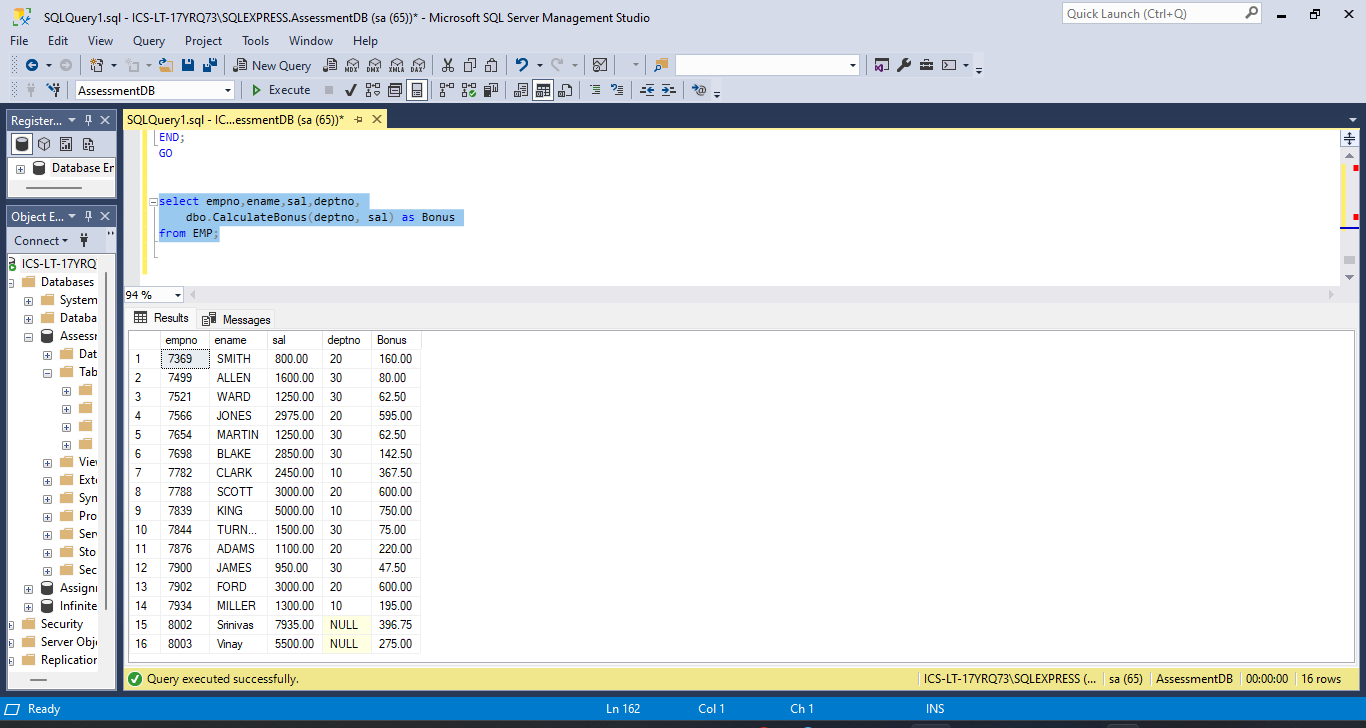 SQLQuery1.sql - ICS-LT-17YRQ73\SQLEXPRESS.AssessmentDB (sa (65))* - Microsoft SQL Server Management Studio
Quick Launch (Ctrl+Q)
File Edit View Query Project Tools Window Help
New Query MDX DMX XMLA DAX
AssessmentDB Execute
Register...
SQLQuery1.sql - IC...essmentDB (sa (65))*
Database Er
Object E...
Connect
ICS-LT-17YRQ
Databases
System
Databa
Assessr
Dat
Tab
Viev
Exte
Syn
Pro
Serv
Sto
Sec
Assignr
Infinite
Security
Server Obj
Replication
END;
GO
select empno,ename,sal,deptno,
dbo.CalculateBonus(deptno, sal) as Bonus
from EMP;
94 %
Results Messages
empno ename sal deptno Bonus
1 7369 SMITH 800.00 20 160.00
2 7499 ALLEN 1600.00 30 80.00
3 7521 WARD 1250.00 30 62.50
4 7566 JONES 2975.00 20 595.00
5 7654 MARTIN 1250.00 30 62.50
6 7698 BLAKE 2850.00 30 142.50
7 7782 CLARK 2450.00 10 367.50
8 7788 SCOTT 3000.00 20 600.00
9 7839 KING 5000.00 10 750.00
10 7844 TURN... 1500.00 30 75.00
11 7876 ADAMS 1100.00 20 220.00
12 7900 JAMES 950.00 30 47.50
13 7902 FORD 3000.00 20 600.00
14 7934 MILLER 1300.00 10 195.00
15 8002 Srinivas 7935.00 NULL 396.75
16 8003 Vinay 5500.00 NULL 275.00
Query executed successfully. ICS-LT-17YRQ73\SQLEXPRESS (... sa (65) AssessmentDB 00:00:00 16 rows
Ready Ln 162 Col 1 Ch 1 INS